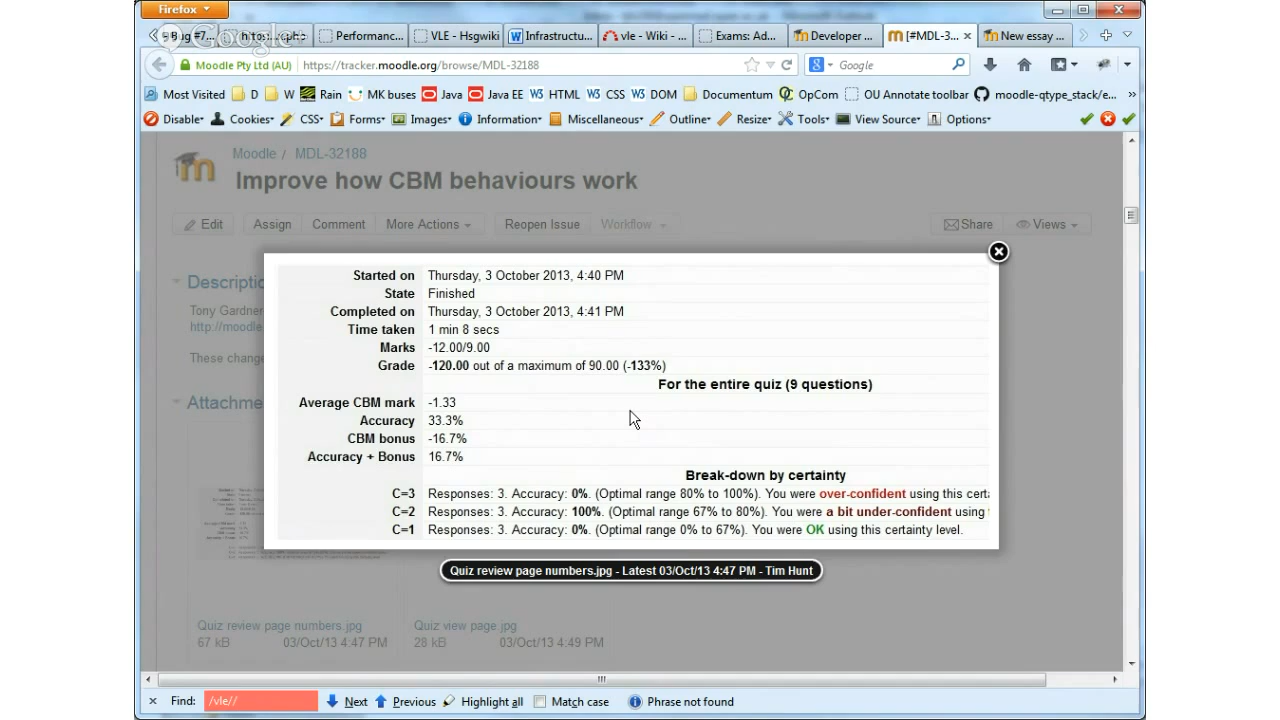 Firefox
Bug #7...
Google+
Performanc...
VLE - Hsgwiki
Infrastructu...
vle - Wiki - ...
Exams: Ad...
Developer ...
[#MDL-3...
New essay ...
Moodle Pty Ltd (AU)
https://tracker.moodle.org/browse/MDL-32188
Google
Most Visited D W Rain MK buses Java Java EE HTML CSS DOM Documentum OpCom OU Annotate toolbar moodle-qtype_stack/e... »
Disable Cookies CSS Forms Images Information Miscellaneous Outline Resize Tools View Source Options
Moodle / MDL-32188
Improve how CBM behaviours work
Edit Assign Comment More Actions Reopen Issue Workflow Share Views
Descriptio
Tony Gardner
http://moodle
These change
Attachme
Started on Thursday, 3 October 2013, 4:40 PM
State Finished
Completed on Thursday, 3 October 2013, 4:41 PM
Time taken 1 min 8 secs
Marks -12.00/9.00
Grade -120.00 out of a maximum of 90.00 (-133%)
For the entire quiz (9 questions)
Average CBM mark -1.33
Accuracy 33.3%
CBM bonus -16.7%
Accuracy + Bonus 16.7%
Break-down by certainty
C=3 Responses: 3. Accuracy: 0%. (Optimal range 80% to 100%). You were over-confident using this certa
C=2 Responses: 3. Accuracy: 100%. (Optimal range 67% to 80%). You were a bit under-confident using
C=1 Responses: 3. Accuracy: 0%. (Optimal range 0% to 67%). You were OK using this certainty level.
Quiz review page numbers.jpg - Latest 03/Oct/13 4:47 PM - Tim Hunt
Quiz review page numbers.jpg
67 kB 03/Oct/13 4:47 PM
Quiz view page.jpg
28 kB 03/Oct/13 4:49 PM
Find: /vle// Next Previous Highlight all Match case Phrase not found